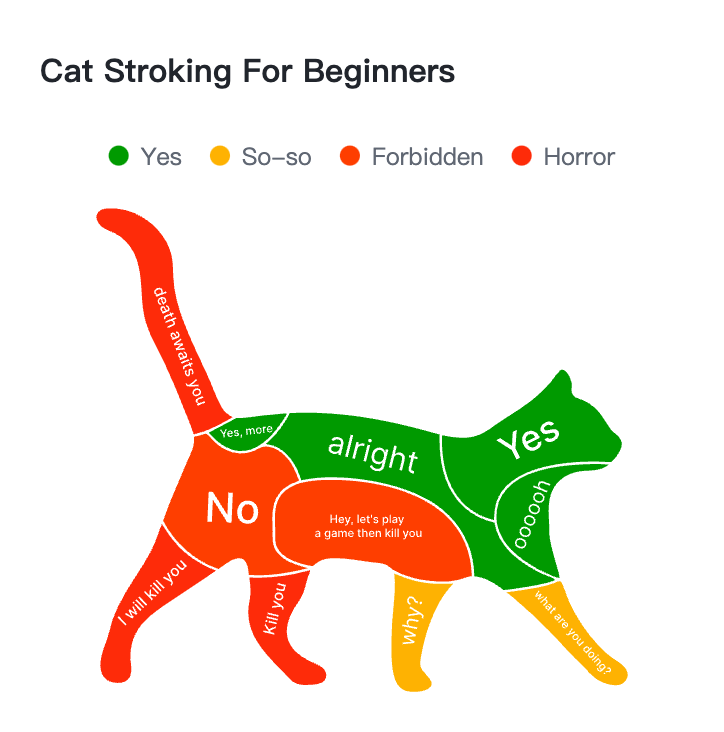 Cat Stroking For Beginners
Yes
So-so
Forbidden
Horror
death awaits you
Yes, more
alright
Yes
oooooh
No
Hey, let's play
a game then kill you
I will kill you
Kill you
why?
what are you doing?